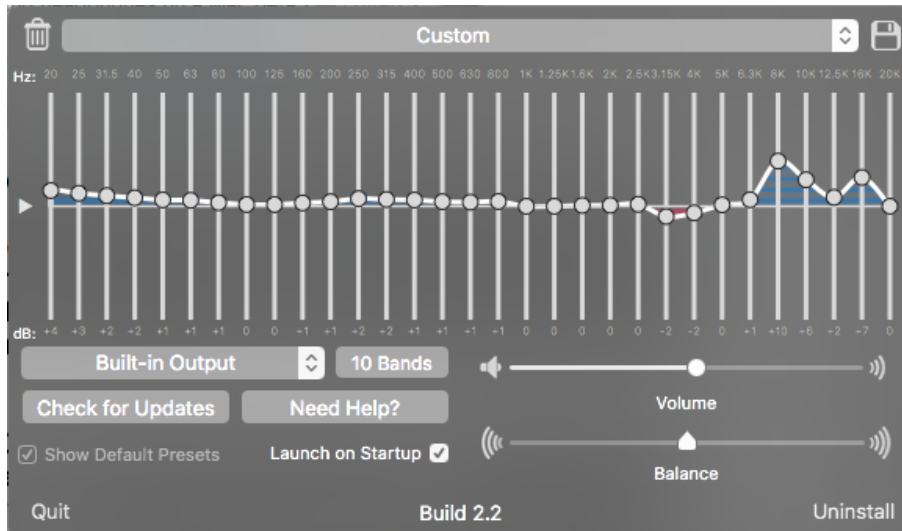 Custom
Hz: 20 25 31.5 40 50 63 80 100 125 160 200 250 315 400 500 630 800 1K 1.25K 1.6K 2K 2.5K 3.15K 4K 5K 6.3K 8K 10K 12.5K 16K 20K
dB: +4 +3 +2 +2 +1 +1 +1 0 0 +1 +1 +2 +2 +1 +1 +1 +1 0 0 0 0 0 -2 -2 0 +1 +10 +6 +2 +7 0
Built-in Output 10 Bands
Check for Updates Need Help? Volume
Show Default Presets Launch on Startup Balance
Quit Build 2.2 Uninstall